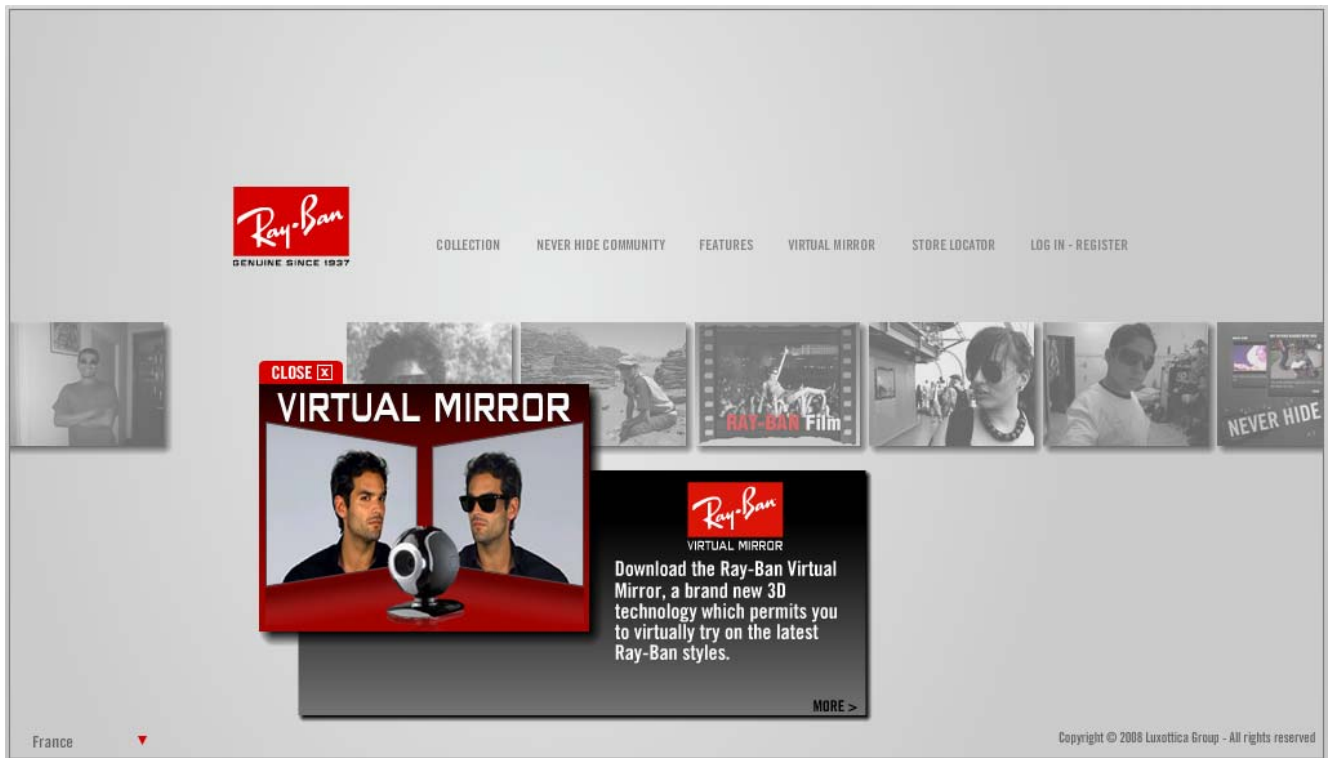 Ray-Ban
GENUINE SINCE 1937
COLLECTION
NEVER HIDE COMMUNITY
FEATURES
VIRTUAL MIRROR
STORE LOCATOR
LOG IN - REGISTER
CLOSE X
VIRTUAL MIRROR
RAY-BAN Film
NEVER HIDE
Ray-Ban
VIRTUAL MIRROR
Download the Ray-Ban Virtual
Mirror, a brand new 3D
technology which permits you
to virtually try on the latest
Ray-Ban styles.
MORE >
France
Copyright © 2008 Luxottica Group - All rights reserved